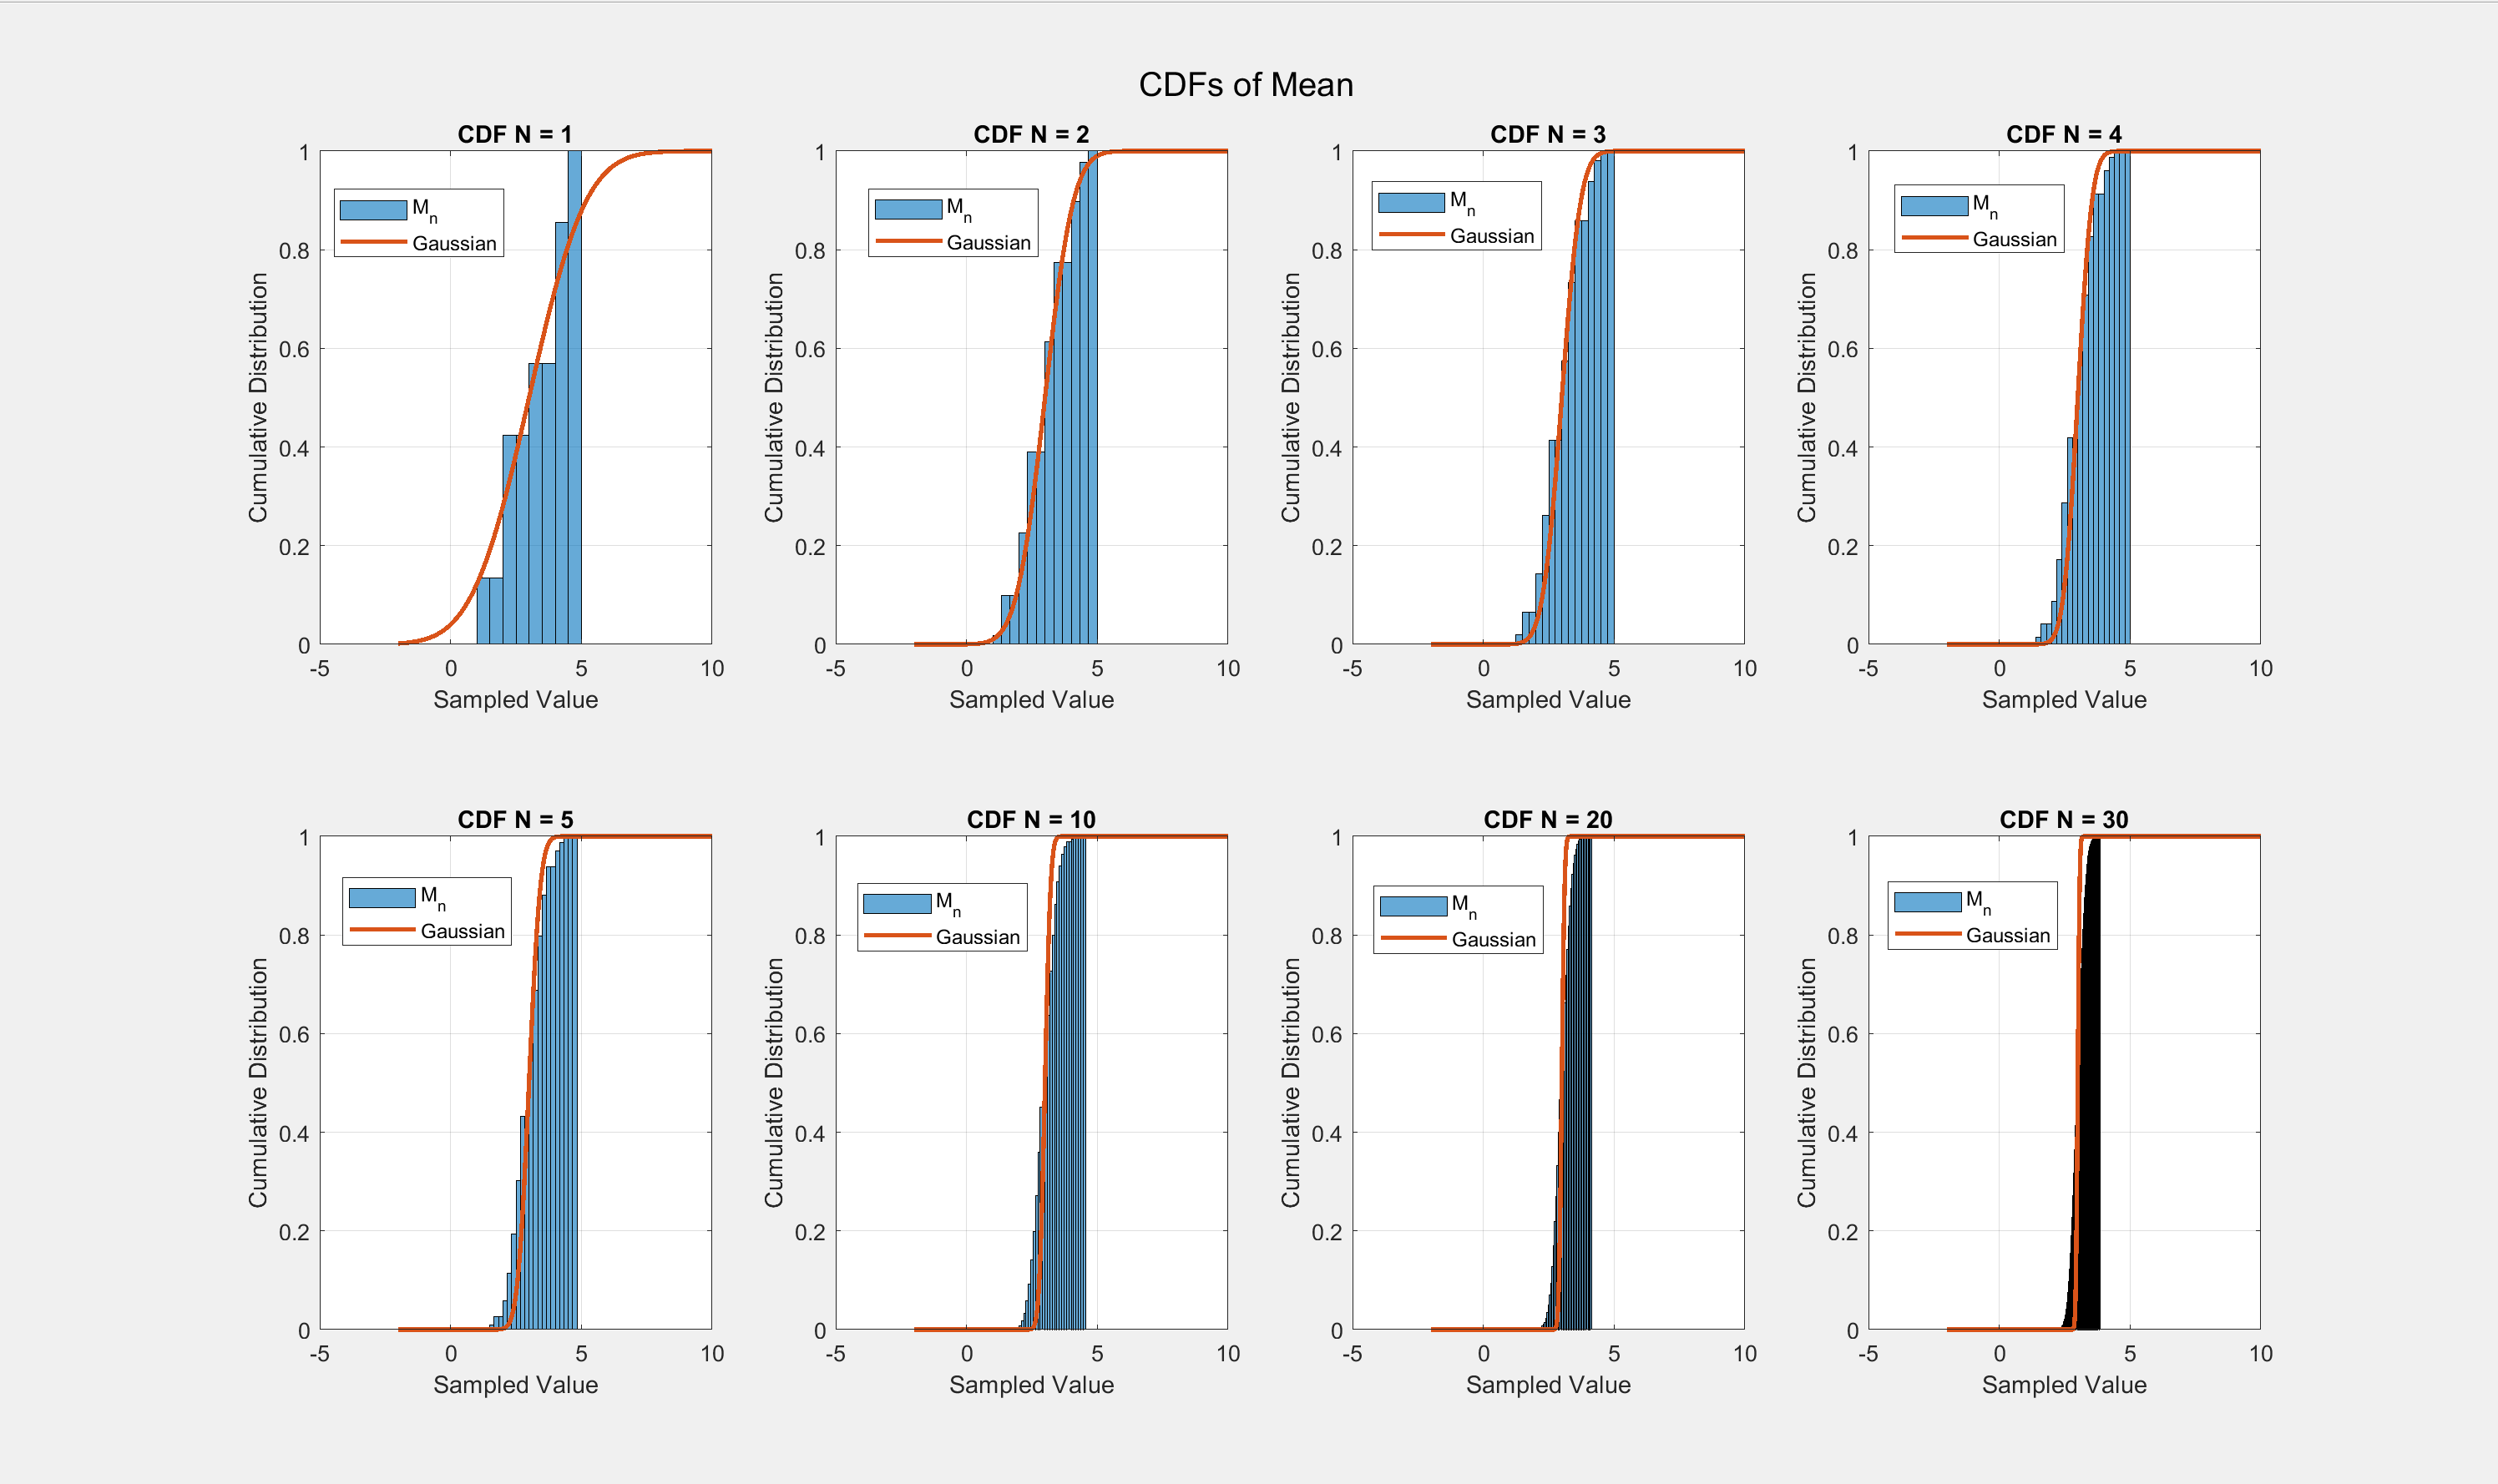 CDFs of Mean
CDF N = 1
1
0.8
0.6
0.4
0.2
0
-5 0 5 10
Cumulative Distribution
Sampled Value
Mn
Gaussian
CDF N = 2
1
0.8
0.6
0.4
0.2
0
-5 0 5 10
Cumulative Distribution
Sampled Value
Mn
Gaussian
CDF N = 3
1
0.8
0.6
0.4
0.2
0
-5 0 5 10
Cumulative Distribution
Sampled Value
Mn
Gaussian
CDF N = 4
1
0.8
0.6
0.4
0.2
0
-5 0 5 10
Cumulative Distribution
Sampled Value
Mn
Gaussian
CDF N = 5
1
0.8
0.6
0.4
0.2
0
-5 0 5 10
Cumulative Distribution
Sampled Value
Mn
Gaussian
CDF N = 10
1
0.8
0.6
0.4
0.2
0
-5 0 5 10
Cumulative Distribution
Sampled Value
Mn
Gaussian
CDF N = 20
1
0.8
0.6
0.4
0.2
0
-5 0 5 10
Cumulative Distribution
Sampled Value
Mn
Gaussian
CDF N = 30
1
0.8
0.6
0.4
0.2
0
-5 0 5 10
Cumulative Distribution
Sampled Value
Mn
Gaussian